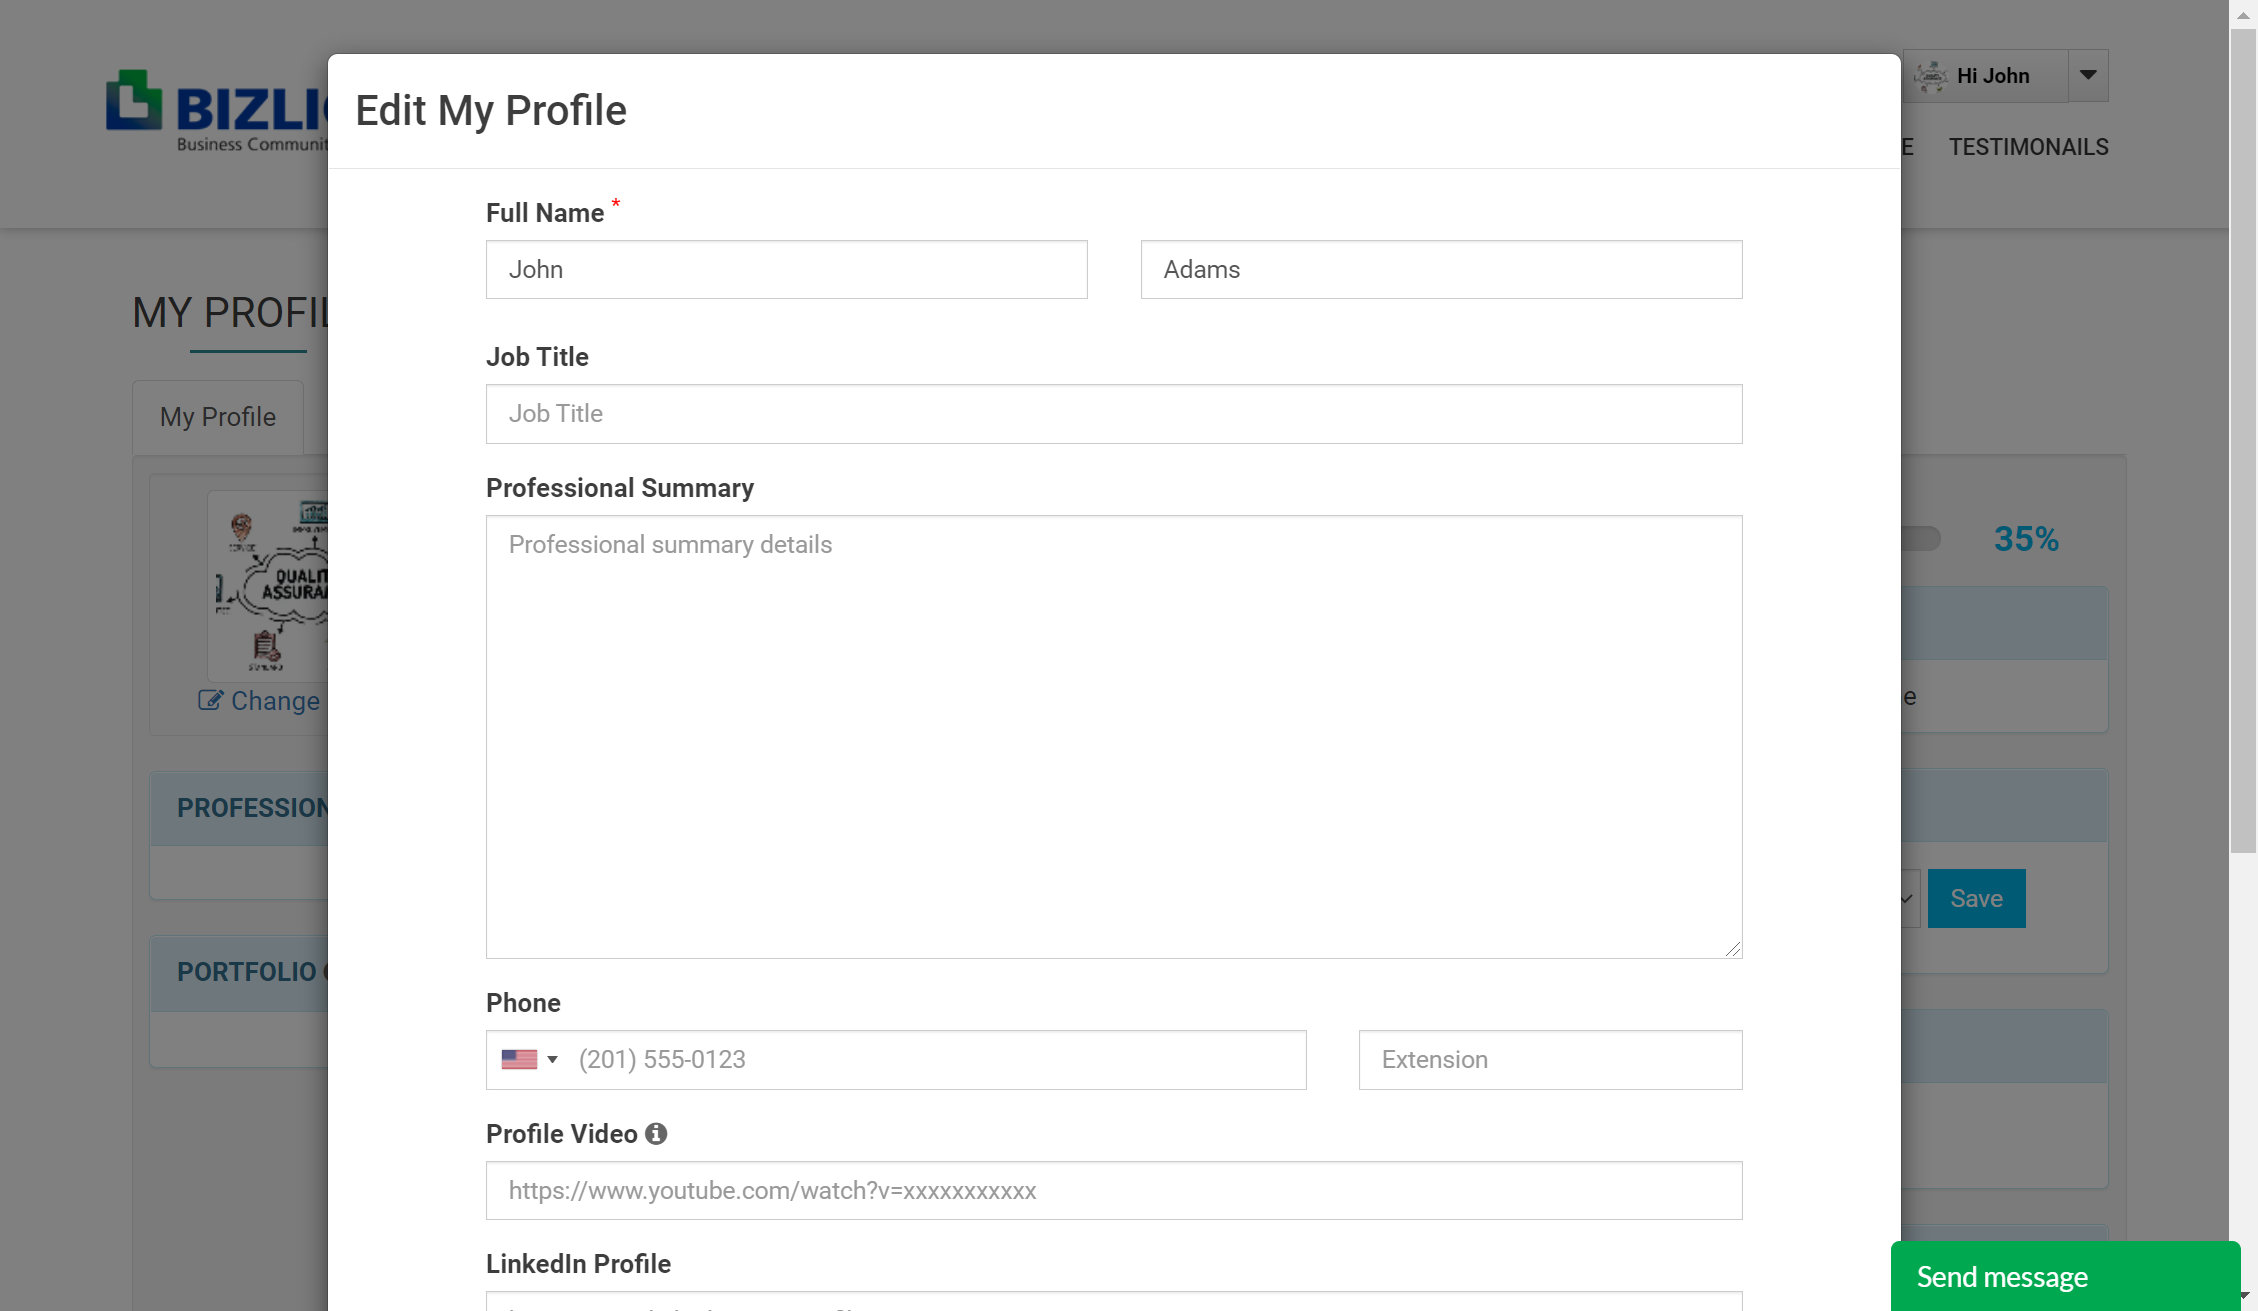 BIZLI
Business Communit
Hi John
E TESTIMONAILS
Edit My Profile
Full Name *
John
Adams
Job Title
Job Title
Professional Summary
Professional summary details
Phone
(201) 555-0123
Extension
Profile Video
https://www.youtube.com/watch?v=xxxxxxxxxxx
LinkedIn Profile
MY PROFIL
My Profile
QUALIT
ASSURA
Change
PROFESSION
PORTFOLIO
35%
e
Save
Send message